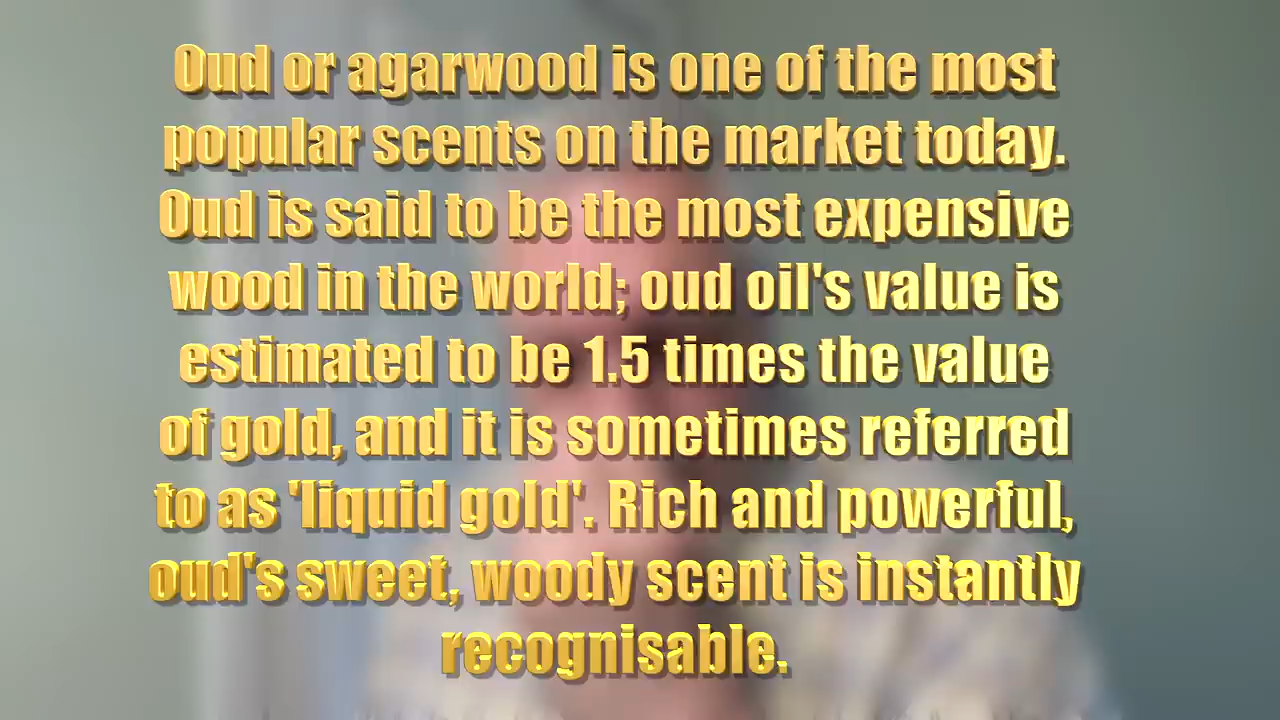 Oud or agarwood is one of the most
popular scents on the market today.
Oud is said to be the most expensive
wood in the world; oud oil's value is
estimated to be 1.5 times the value
of gold, and it is sometimes referred
to as 'liquid gold'. Rich and powerful,
oud's sweet, woody scent is instantly
recognisable.